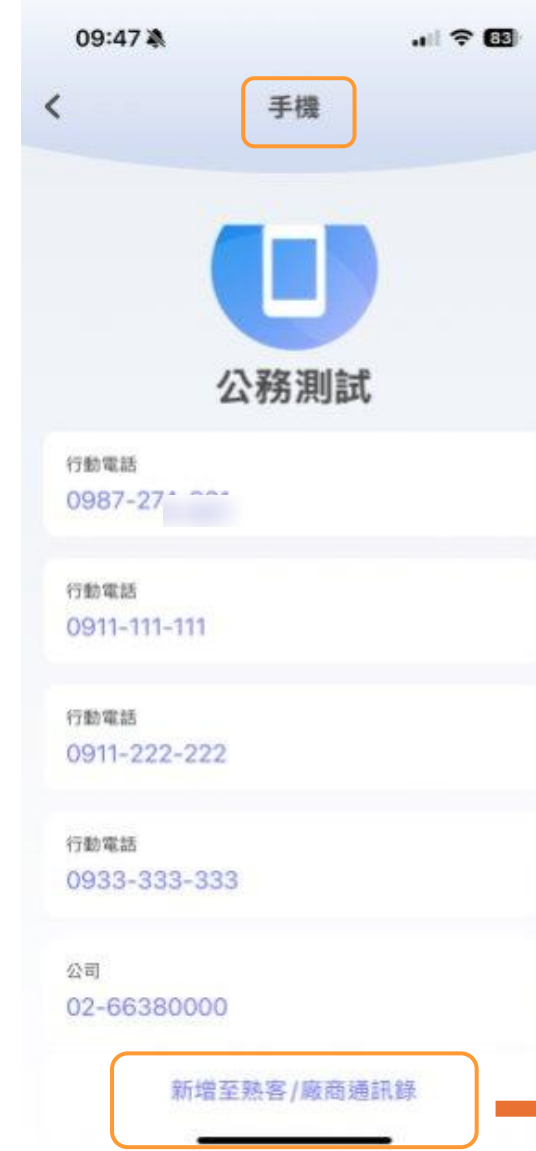 09:47
83
手機
公務測試
行動電話
0987-27
行動電話
0911-111-111
行動電話
0911-222-222
行動電話
0933-333-333
公司
02-66380000
新增至熟客/廠商通訊錄